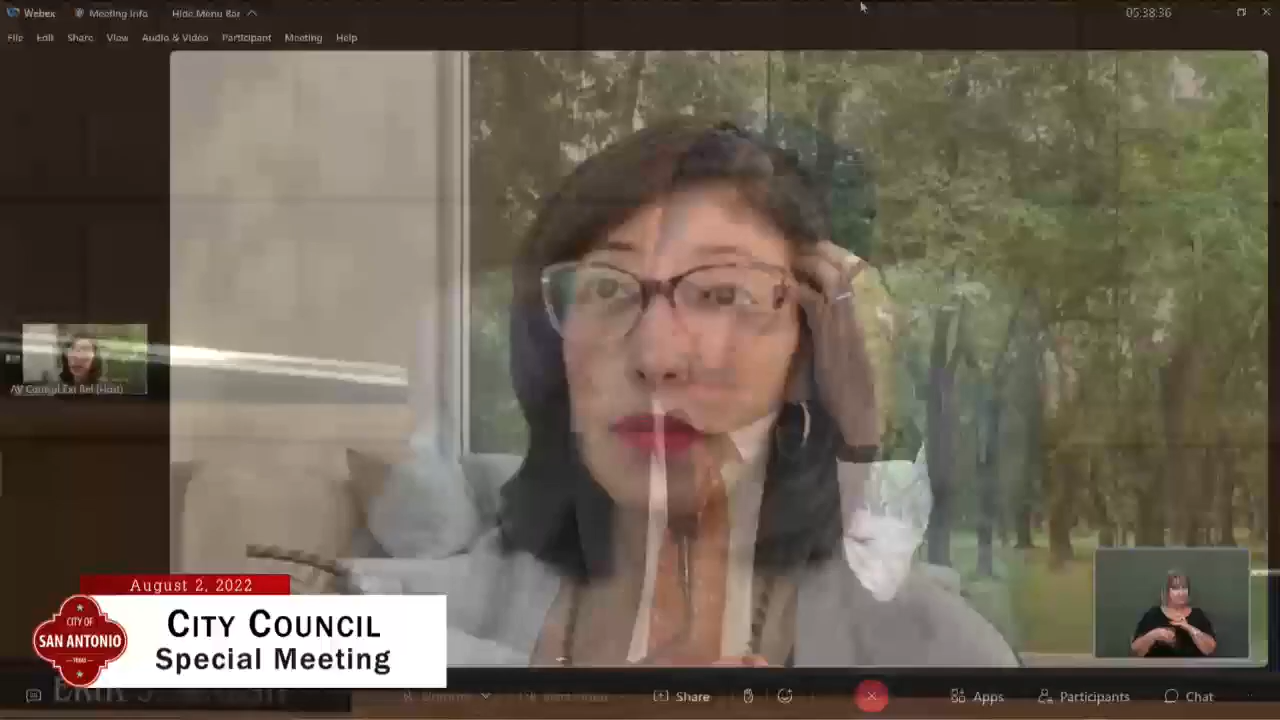 Webex
Meeting Info
Hide Menu Bar
05:38:36
File
Edit
Share
View
Audio & Video
Participant
Meeting
Help
August 2, 2022
CITY OF
SAN ANTONIO
TEXAS
CITY COUNCIL
Special Meeting
Share
Apps
Participants
Chat